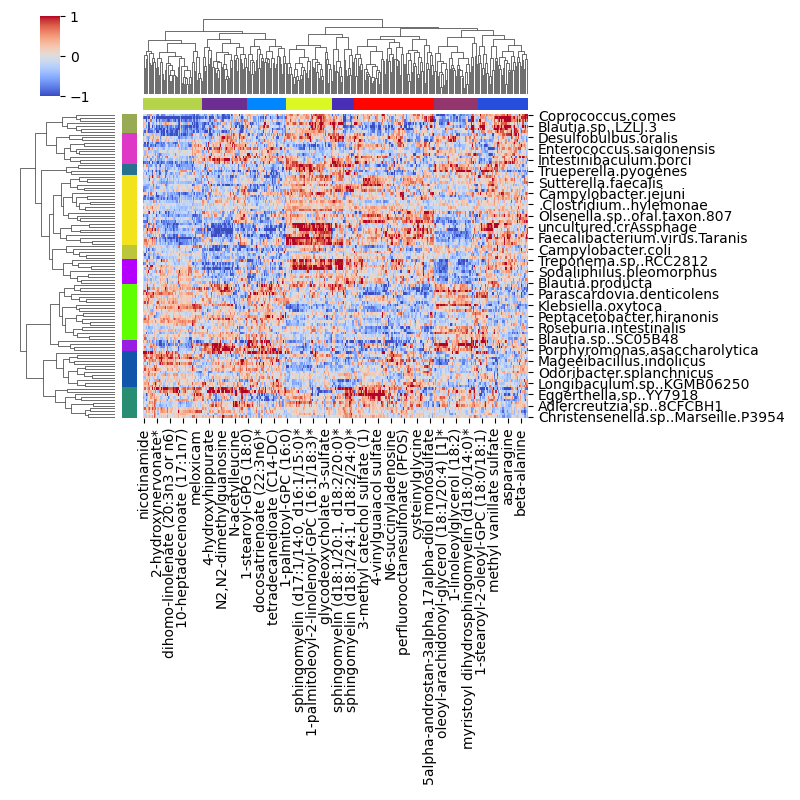 1
0
−1
Coprococcus.comes
Blautia.sp..LZLJ.3
Desulfobulbus.oralis
Enterococcus.saigonensis
Intestinibaculum.porci
Trueperella.pyogenes
Sutterella.faecalis
Campylobacter.jejuni
.Clostridium..hylemonae
Olsenella.sp..oral.taxon.807
uncultured.crAssphage
Faecalibacterium.virus.Taranis
Campylobacter.coli
Treponema.sp..RCC2812
Sodaliphilus.pleomorphus
Blautia.producta
Parascardovia.denticolens
Klebsiella.oxytoca
Peptacetobacter.hiranonis
Roseburia.intestinalis
Blautia.sp..SC05B48
Porphyromonas.asaccharolytica
Mageeibacillus.indolicus
Odoribacter.splanchnicus
Longibaculum.sp..KGMB06250
Eggerthella.sp..YY7918
Adlercreutzia.sp..8CFCBH1
Christensenella.sp..Marseille.P3954
nicotinamide
2-hydroxynervonate*
dihomo-linolenate (20:3n3 or n6)
10-heptadecenoate (17:1n7)
meloxicam
4-hydroxyhippurate
N2,N2-dimethylguanosine
N-acetylleucine
1-stearoyl-GPG (18:0)
docosatrienoate (22:3n6)*
tetradecanedioate (C14-DC)
1-palmitoyl-GPC (16:0)
sphingomyelin (d17:1/14:0, d16:1/15:0)*
1-palmitoleoyl-2-linolenoyl-GPC (16:1/18:3)*
glycodeoxycholate 3-sulfate
sphingomyelin (d18:1/20:1, d18:2/20:0)*
sphingomyelin (d18:1/24:1, d18:2/24:0)*
3-methyl catechol sulfate (1)
4-vinylguaiacol sulfate
N6-succinyladenosine
perfluorooctanesulfonate (PFOS)
cysteinylglycine
5alpha-androstan-3alpha,17alpha-diol monosulfate
oleoyl-arachidonoyl-glycerol (18:1/20:4) [1]*
1-linoleoylglycerol (18:2)
myristoyl dihydrosphingomyelin (d18:0/14:0)*
1-stearoyl-2-oleoyl-GPC (18:0/18:1)
methyl vanillate sulfate
asparagine
beta-alanine